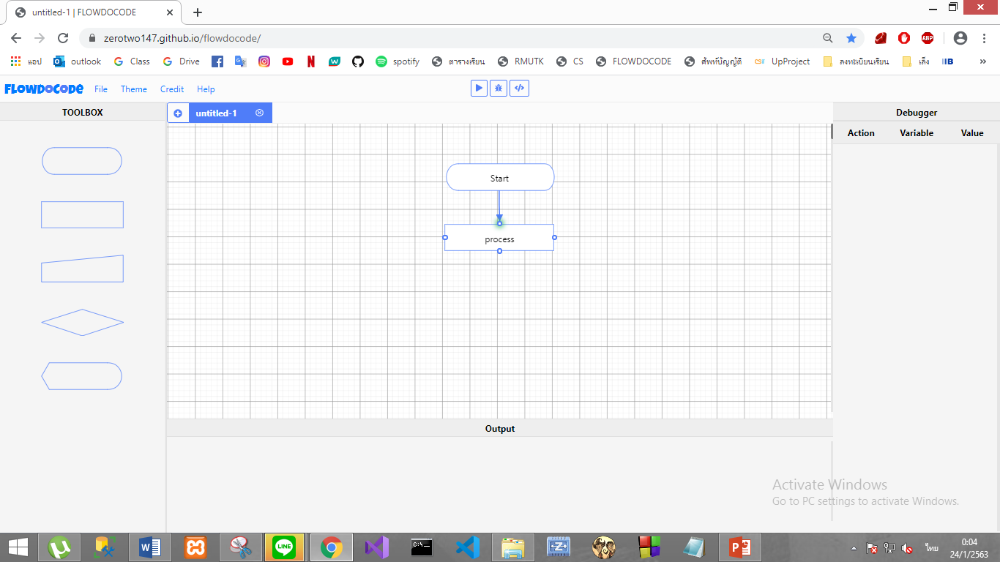 untitled-1 | FLOWDOCODE
zerotwo147.github.io/flowdocode/
ABP
แอป outlook Class Drive spotify ตารางเรียน RMUTK CS FLOWDOCODE ศัพท์บัญญัติ UpProject ลงทะเบียนเรียน เล็ง
FLOWDOCODE File Theme Credit Help
TOOLBOX
untitled-1
Debugger
Action Variable Value
Start
process
Output
Activate Windows
Go to PC settings to activate Windows.
LINE
ไทย
0:04
24/1/2563